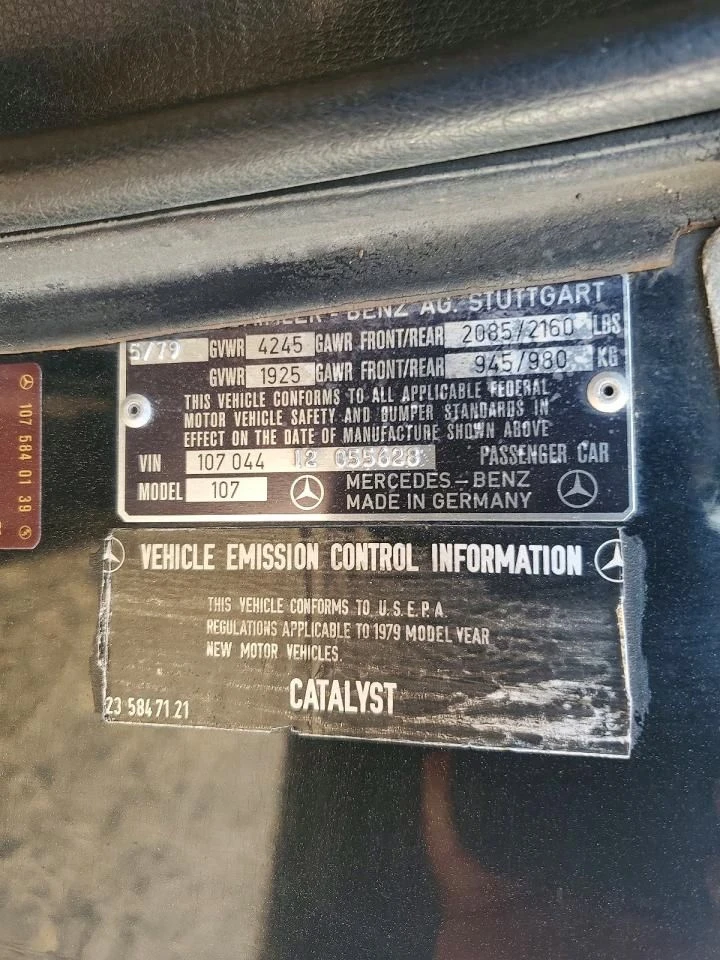 BENZ AG. STUTTGART
5/79 GVWR 4245 GAWR FRONT/REAR 2085/2160 LBS
GVWR 1925 GAWR FRONT/REAR 945/980 KG
THIS VEHICLE CONFORMS TO ALL APPLICABLE FEDERAL
MOTOR VEHICLE SAFETY AND BUMPER STANDARDS IN
EFFECT ON THE DATE OF MANUFACTURE SHOWN ABOVE
VIN 107 044 12 055628 PASSENGER CAR
MODEL 107 MERCEDES-BENZ
MADE IN GERMANY
107 584 01 39
VEHICLE EMISSION CONTROL INFORMATION
THIS VEHICLE CONFORMS TO U.S.E.P.A.
REGULATIONS APPLICABLE TO 1979 MODEL YEAR
NEW MOTOR VEHICLES.
CATALYST
23 584 71 21